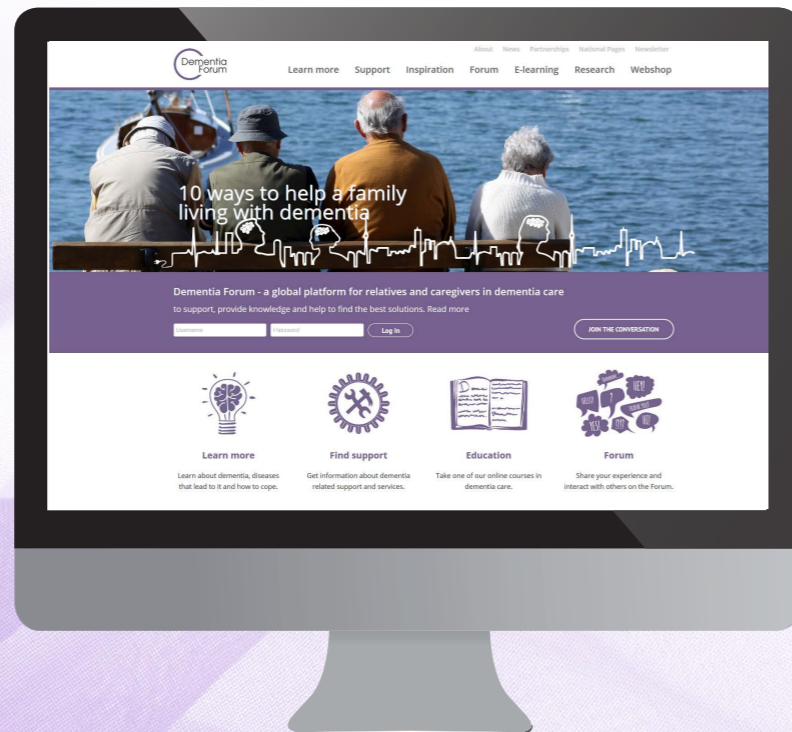 About News Partnerships National Pages Newsletter
Dementia
Forum
Learn more Support Inspiration Forum E-learning Research Webshop
10 ways to help a family
living with dementia
Dementia Forum - a global platform for relatives and caregivers in dementia care
to support, provide knowledge and help to find the best solutions. Read more
Username Password Log In JOIN THE CONVERSATION
HEY!
?
YES!
???
Learn more Find support Education Forum
Learn about dementia, diseases Get information about dementia Take one of our online courses in Share your experience and
that lead to it and how to cope. related support and services. dementia care. interact with others on the Forum.